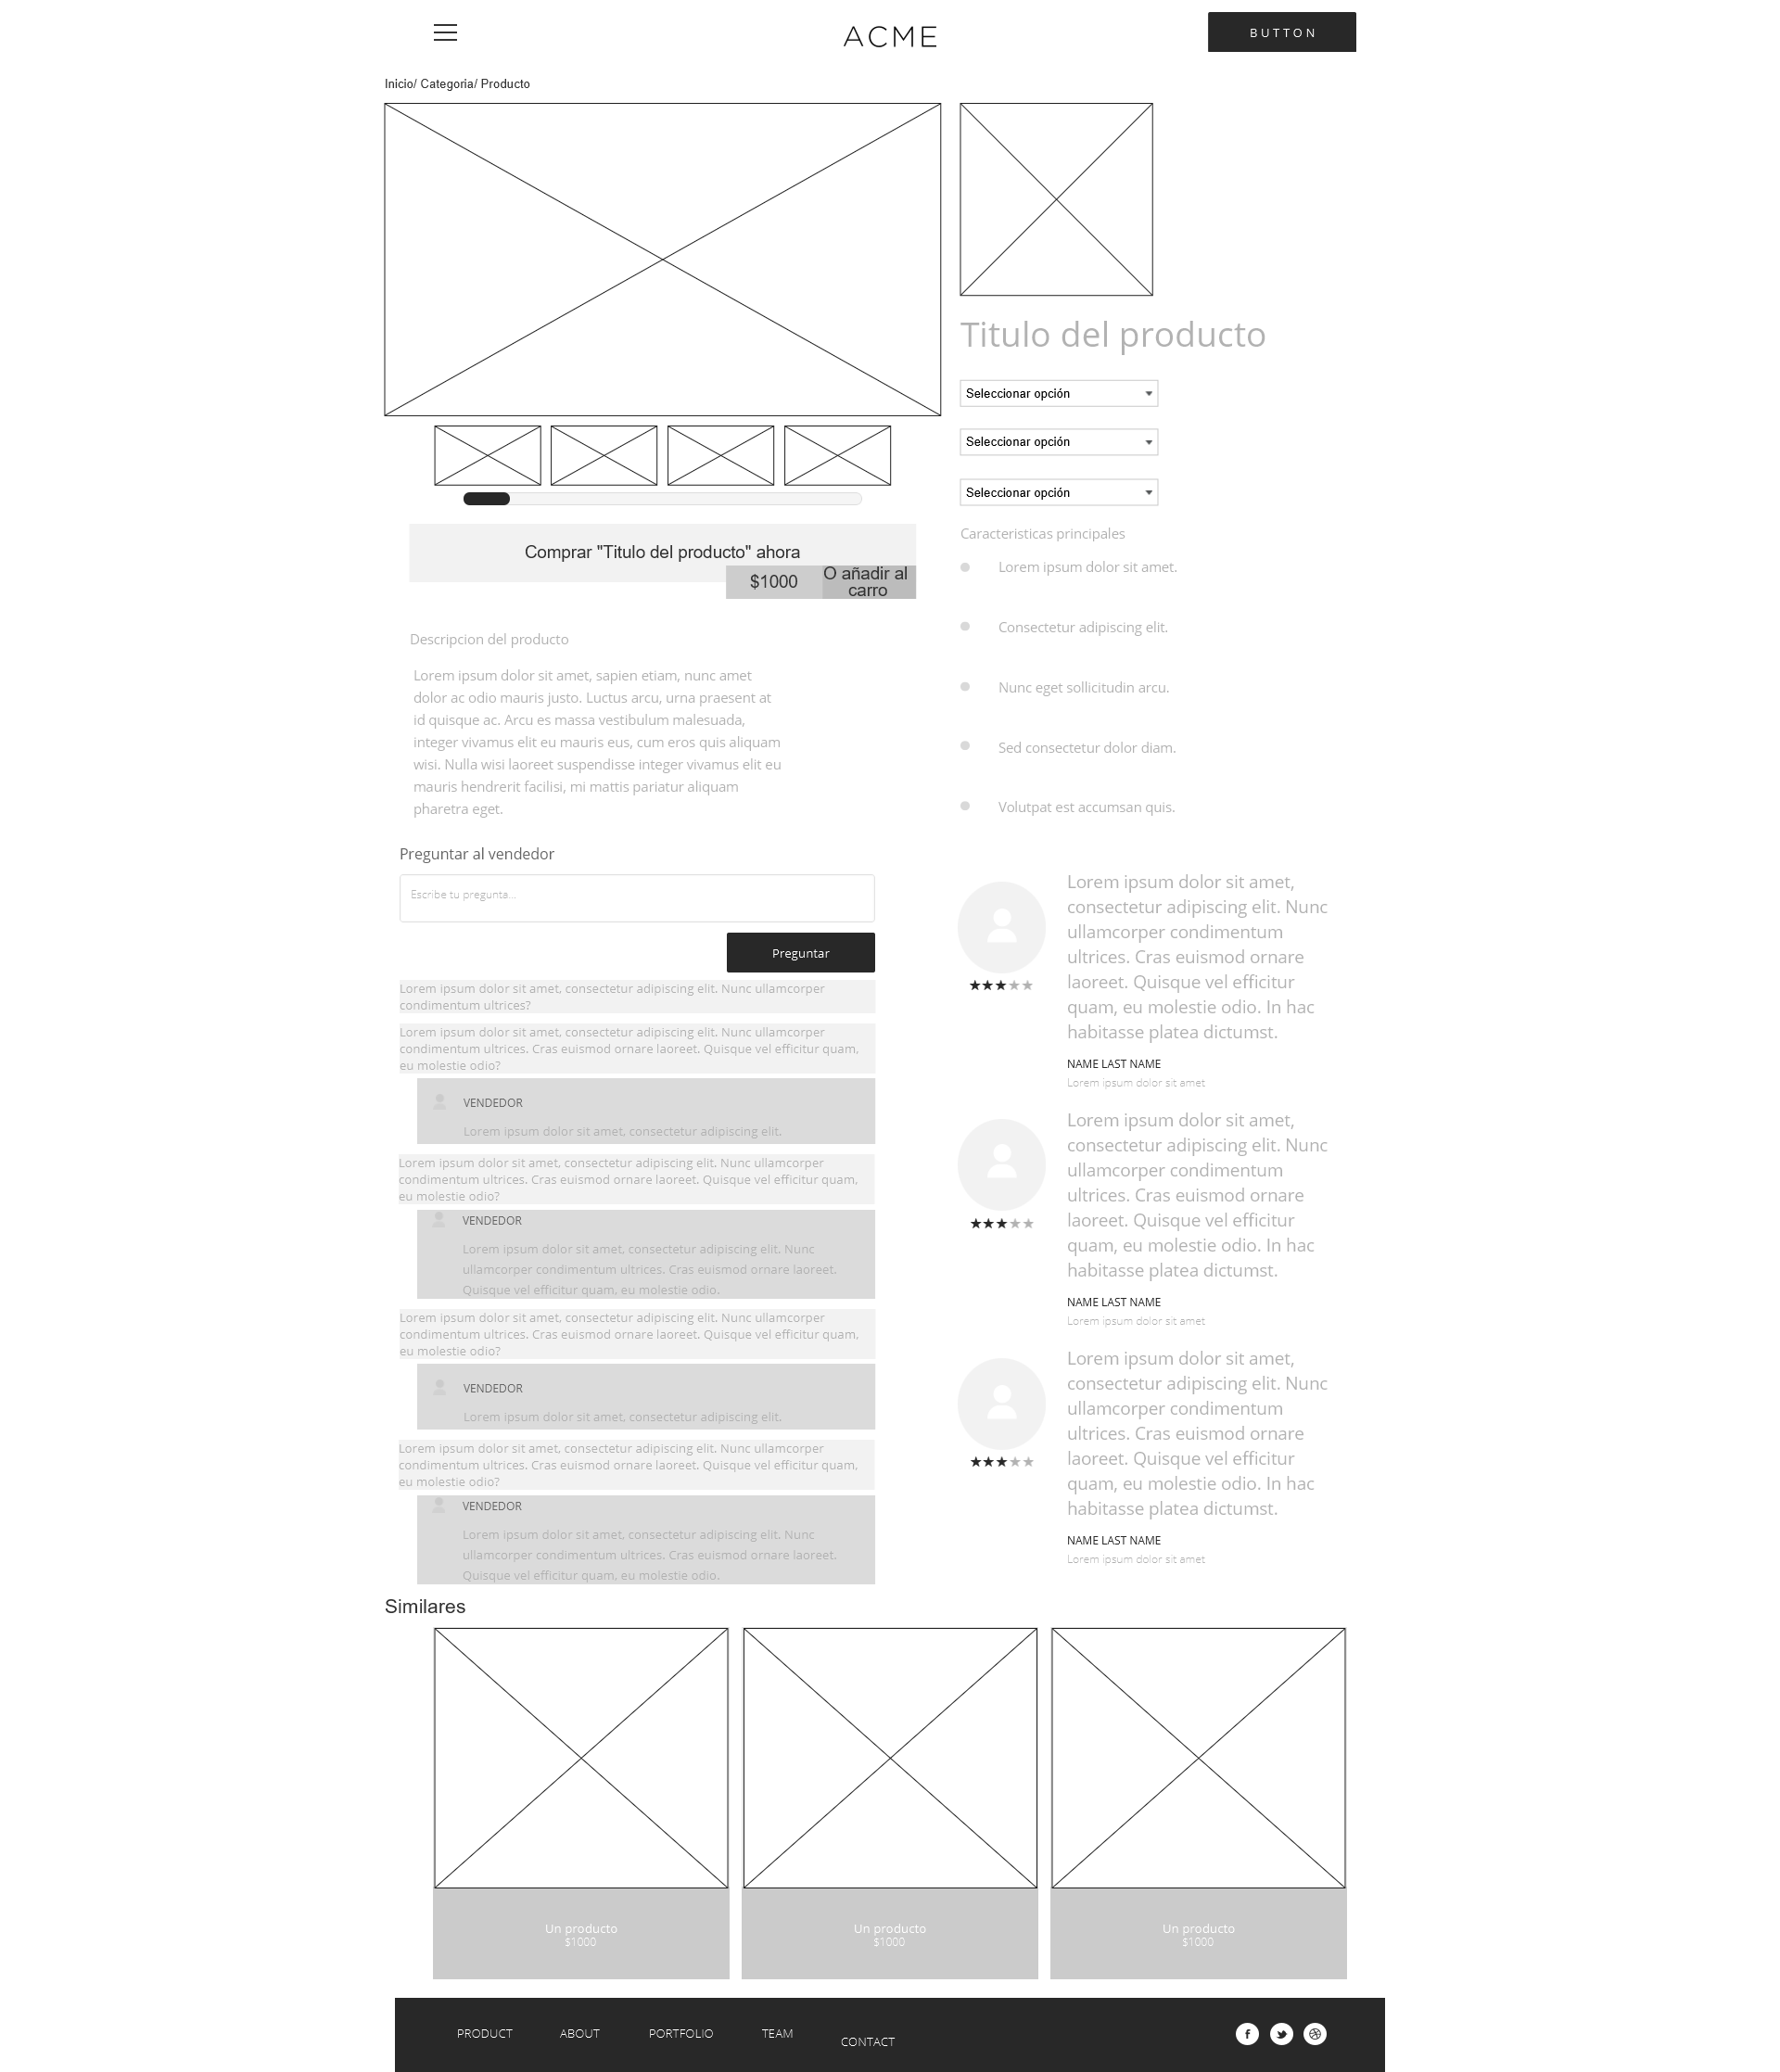 ACME
BUTTON
Inicio/ Categoria/ Producto
Titulo del producto
Seleccionar opción
Seleccionar opción
Seleccionar opción
Caracteristicas principales
Lorem ipsum dolor sit amet.
Consectetur adipiscing elit.
Nunc eget sollicitudin arcu.
Sed consectetur dolor diam.
Volutpat est accumsan quis.
Comprar "Titulo del producto" ahora
$1000
O añadir al
carro
Descripcion del producto
Lorem ipsum dolor sit amet, sapien etiam, nunc amet
dolor ac odio mauris justo. Luctus arcu, urna praesent at
id quisque ac. Arcu es massa vestibulum malesuada,
integer vivamus elit eu mauris eus, cum eros quis aliquam
wisi. Nulla wisi laoreet suspendisse integer vivamus elit eu
mauris hendrerit facilisi, mi mattis pariatur aliquam
pharetra eget.
Preguntar al vendedor
Escribe tu pregunta...
Preguntar
Lorem ipsum dolor sit amet, consectetur adipiscing elit. Nunc ullamcorper
condimentum ultrices?
Lorem ipsum dolor sit amet, consectetur adipiscing elit. Nunc ullamcorper
condimentum ultrices. Cras euismod ornare laoreet. Quisque vel efficitur quam,
eu molestie odio?
VENDEDOR
Lorem ipsum dolor sit amet, consectetur adipiscing elit.
Lorem ipsum dolor sit amet, consectetur adipiscing elit. Nunc ullamcorper
condimentum ultrices. Cras euismod ornare laoreet. Quisque vel efficitur quam,
eu molestie odio?
VENDEDOR
Lorem ipsum dolor sit amet, consectetur adipiscing elit. Nunc
ullamcorper condimentum ultrices. Cras euismod ornare laoreet.
Quisque vel efficitur quam, eu molestie odio.
Lorem ipsum dolor sit amet, consectetur adipiscing elit. Nunc ullamcorper
condimentum ultrices. Cras euismod ornare laoreet. Quisque vel efficitur quam,
eu molestie odio?
VENDEDOR
Lorem ipsum dolor sit amet, consectetur adipiscing elit.
Lorem ipsum dolor sit amet, consectetur adipiscing elit. Nunc ullamcorper
condimentum ultrices. Cras euismod ornare laoreet. Quisque vel efficitur quam,
eu molestie odio?
VENDEDOR
Lorem ipsum dolor sit amet, consectetur adipiscing elit. Nunc
ullamcorper condimentum ultrices. Cras euismod ornare laoreet.
Quisque vel efficitur quam, eu molestie odio.
Lorem ipsum dolor sit amet,
consectetur adipiscing elit. Nunc
ullamcorper condimentum
ultrices. Cras euismod ornare
laoreet. Quisque vel efficitur
quam, eu molestie odio. In hac
habitasse platea dictumst.
NAME LAST NAME
Lorem ipsum dolor sit amet
Lorem ipsum dolor sit amet,
consectetur adipiscing elit. Nunc
ullamcorper condimentum
ultrices. Cras euismod ornare
laoreet. Quisque vel efficitur
quam, eu molestie odio. In hac
habitasse platea dictumst.
NAME LAST NAME
Lorem ipsum dolor sit amet
Lorem ipsum dolor sit amet,
consectetur adipiscing elit. Nunc
ullamcorper condimentum
ultrices. Cras euismod ornare
laoreet. Quisque vel efficitur
quam, eu molestie odio. In hac
habitasse platea dictumst.
NAME LAST NAME
Lorem ipsum dolor sit amet
Similares
Un producto
$1000
Un producto
$1000
Un producto
$1000
PRODUCT
ABOUT
PORTFOLIO
TEAM
CONTACT